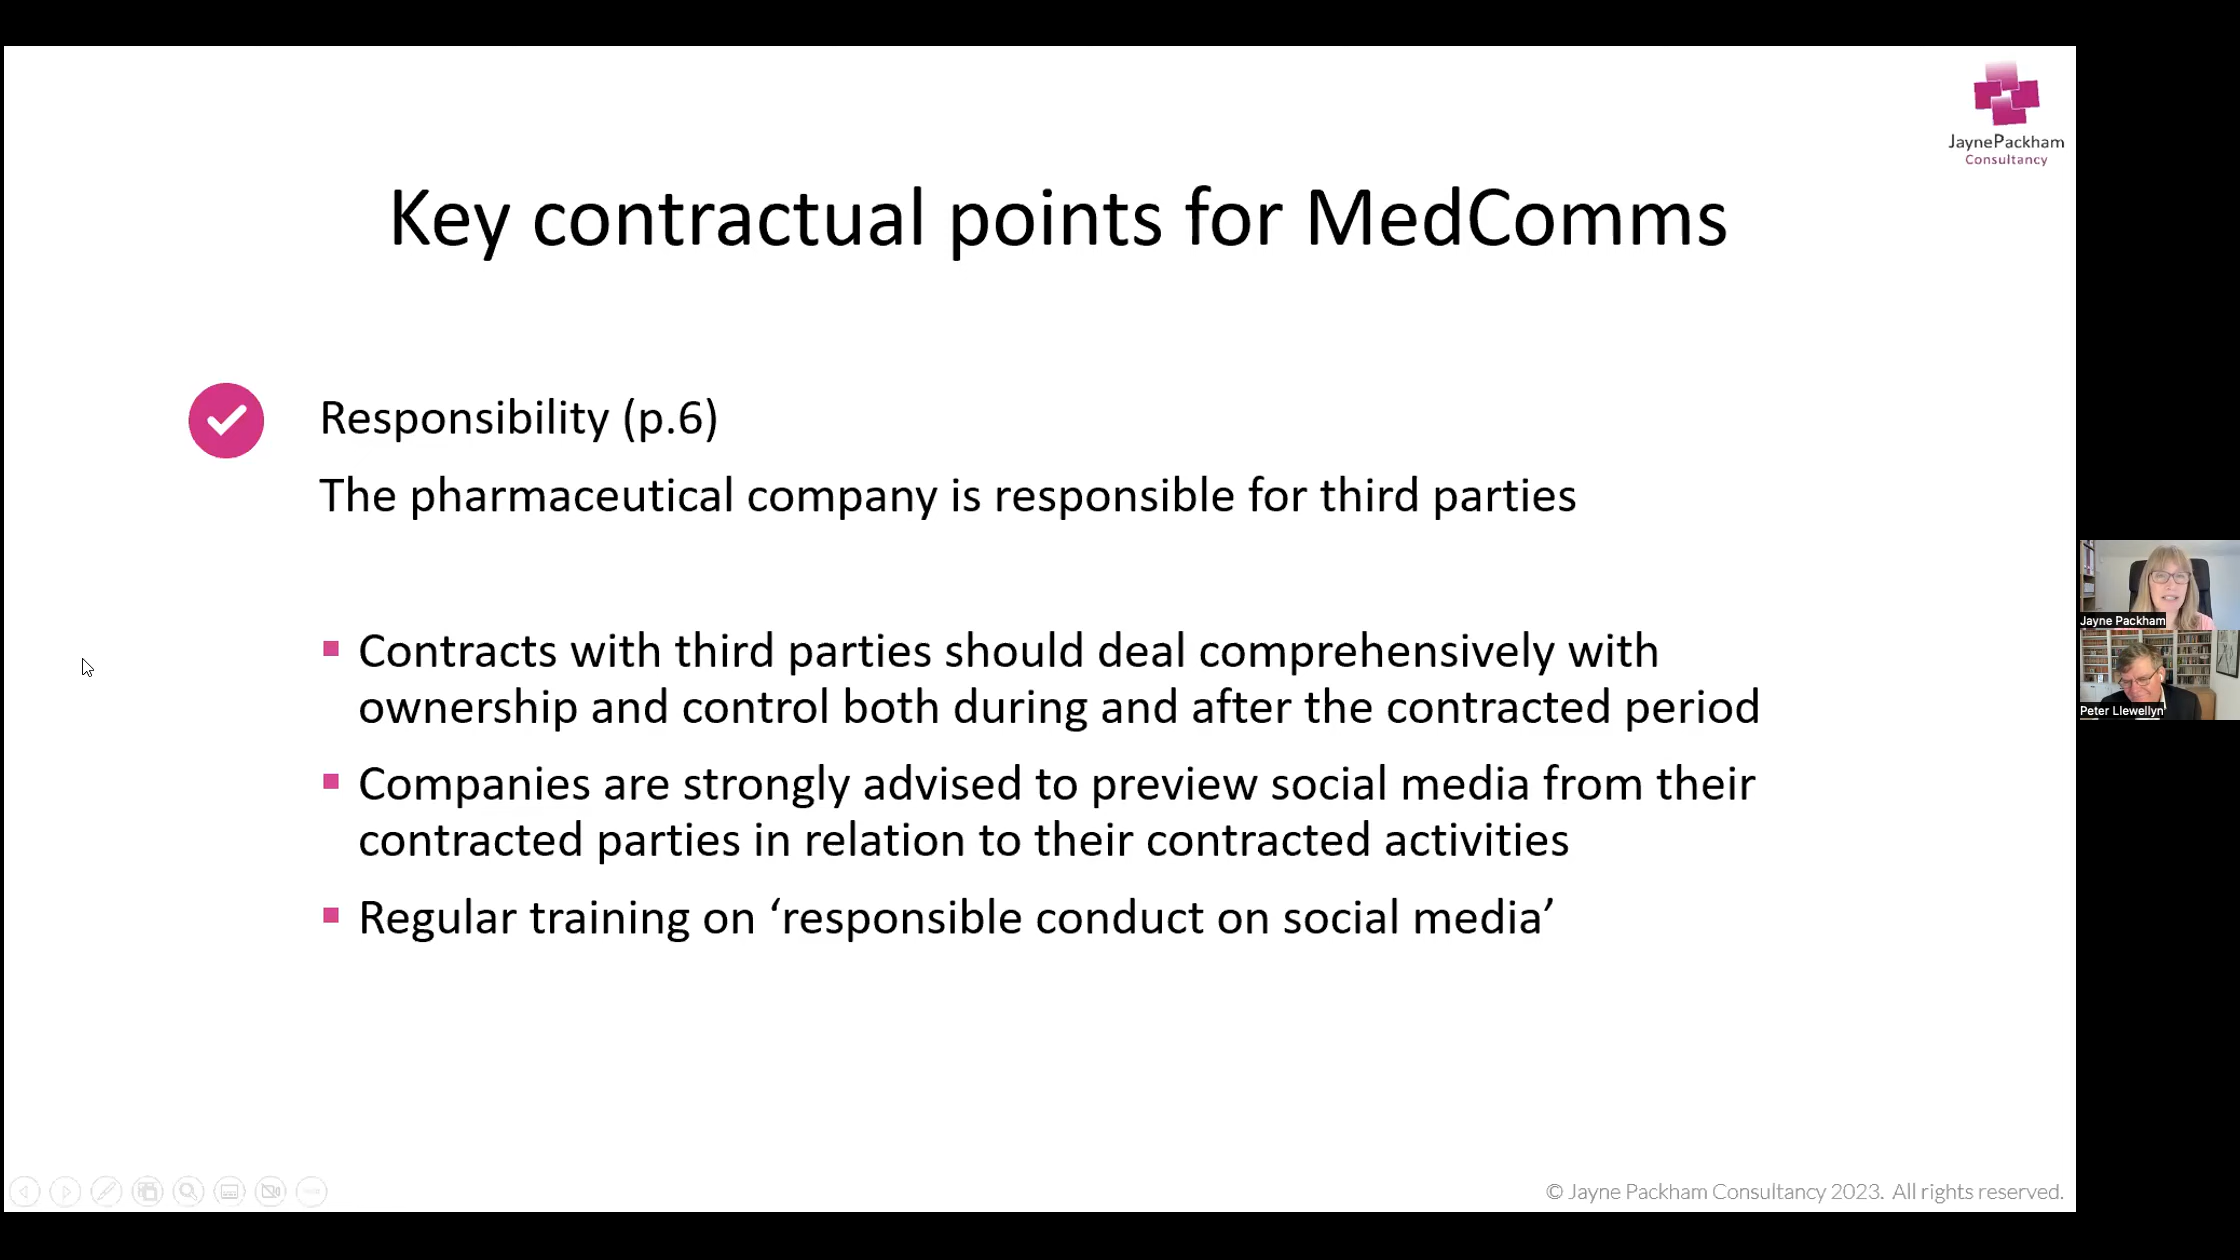 JaynePackham
Consultancy
Key contractual points for MedComms
Responsibility (p.6)
The pharmaceutical company is responsible for third parties
Contracts with third parties should deal comprehensively with
ownership and control both during and after the contracted period
Companies are strongly advised to preview social media from their
contracted parties in relation to their contracted activities
Regular training on ‘responsible conduct on social media’
Jayne Packham
Peter Llewellyn
© Jayne Packham Consultancy 2023. All rights reserved.